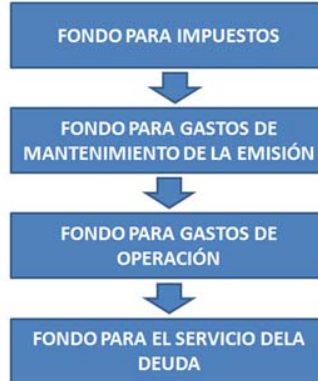 FONDO PARA IMPUESTOS
FONDO PARA GASTOS DE
MANTENIMIENTO DE LA EMISIÓN
FONDO PARA GASTOS DE
OPERACIÓN
FONDO PARA EL SERVICIO DELA
DEUDA